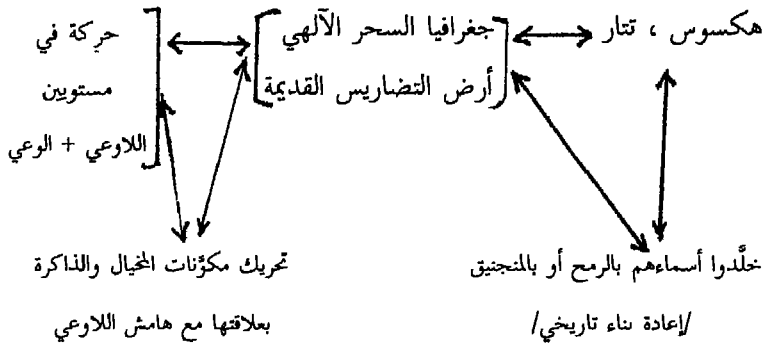 هكسوس ، تتار
جغرافيا السحر الآلهي
أرض التضاريس القديمة
حركة في
مستويين
اللاوعي + الوعي
خلَّدوا أسماءهم بالرمح أو بالمنجنيق
/إعادة بناء تاريخي/
تحريك مكوَّنات المخيال والذاكرة
بعلاقتها مع هامش اللاوعي